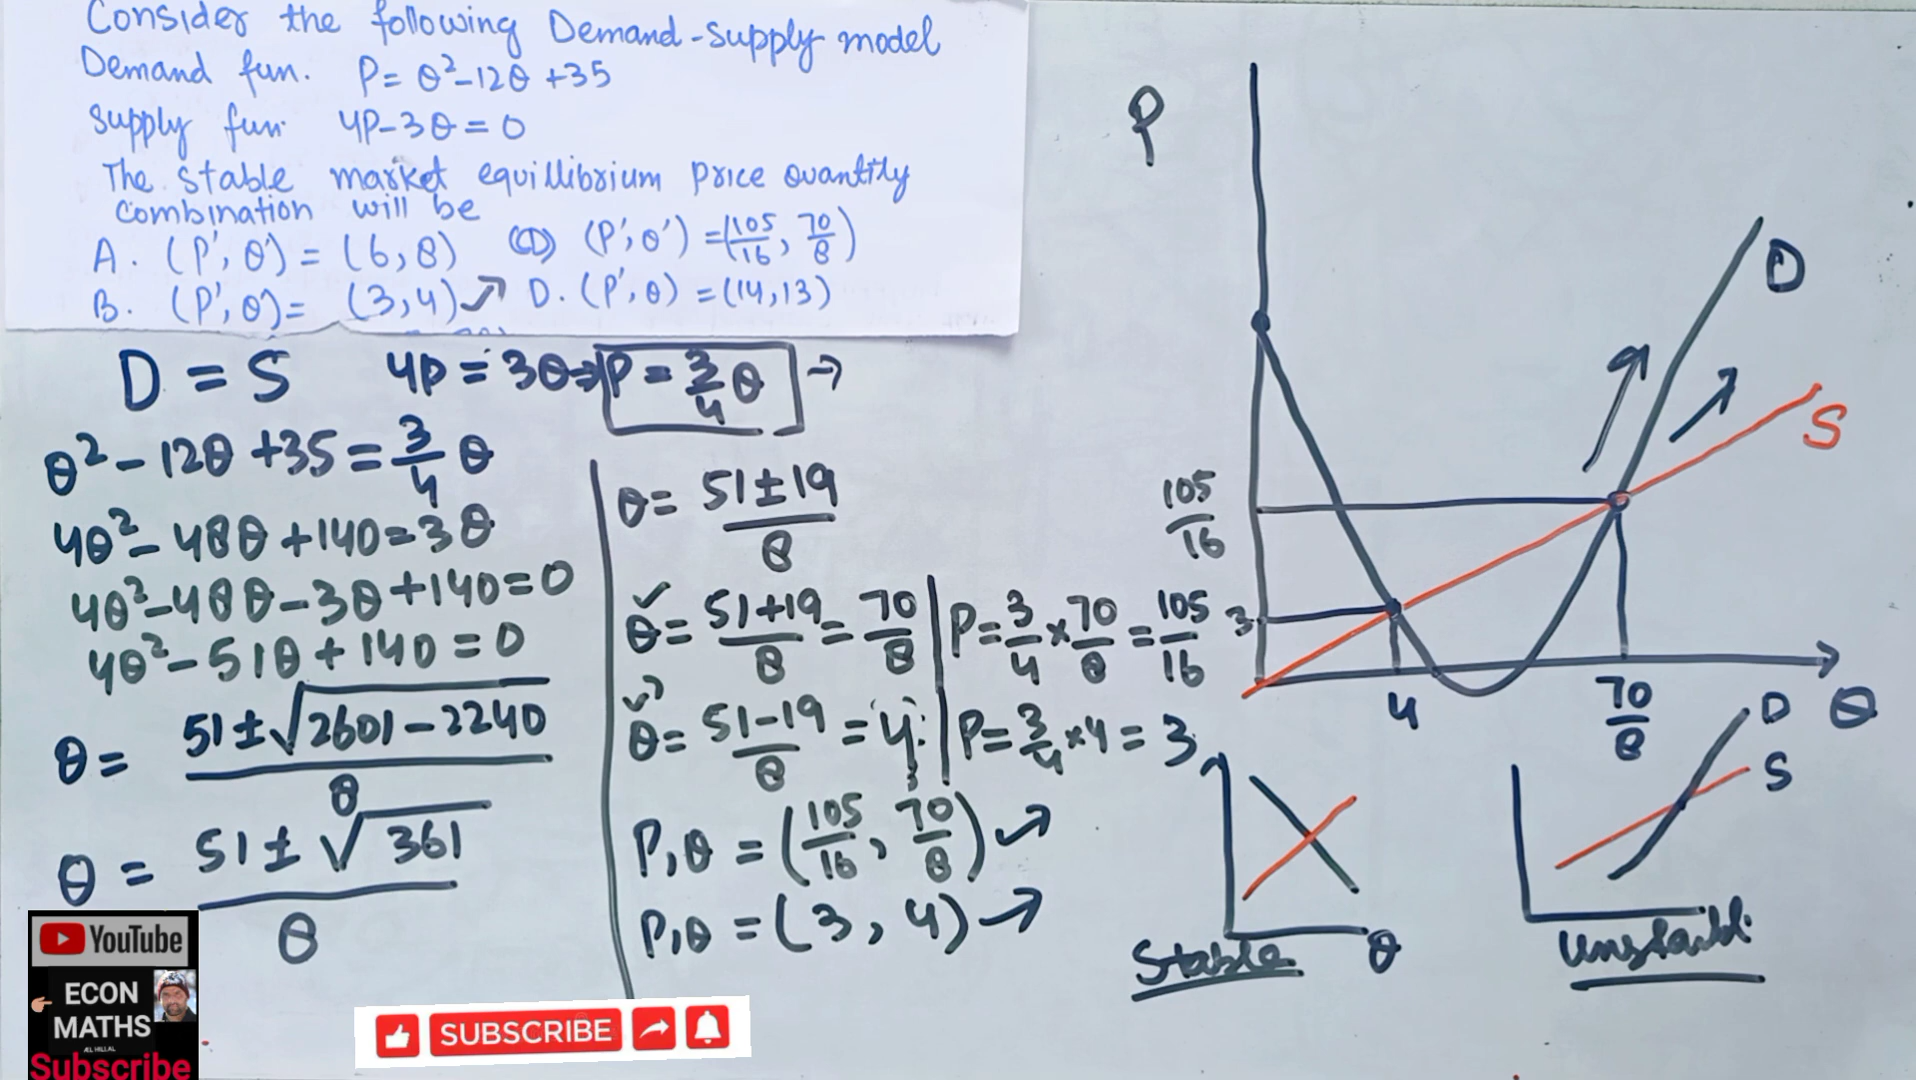 Consider the following Demand-supply model
Demand fun. P= θ²-12θ +35
Supply fun. 4P-3θ = 0
The stable market equillibrium price quantity
combination will be
A. (P', θ') = (6, 8) (C) (P', θ') = (105/16, 70/8)
B. (P', θ) = (3, 4) → D. (P', θ) = (14, 13)
D = S 4P = 3θ ⇒ P = 3/4 θ →
θ² - 12θ + 35 = 3/4 θ
4θ² - 48θ + 140 = 3θ
4θ² - 48θ - 3θ + 140 = 0
4θ² - 51θ + 140 = 0
θ = 51 ± √2601 - 2240 / 8
θ = 51 ± √361 / 8
θ = 51 ± 19 / 8
θ = 51+19 / 8 = 70/8 | P = 3/4 × 70/8 = 105/16
θ = 51-19 / 8 = 4 | P = 3/4 × 4 = 3
P, θ = (105/16, 70/8) →
P, θ = (3, 4) →
P
D
S
105/16
3
4
70/8
θ
D
S
θ
Stable
YouTube
ECON
MATHS
Subscribe
SUBSCRIBE